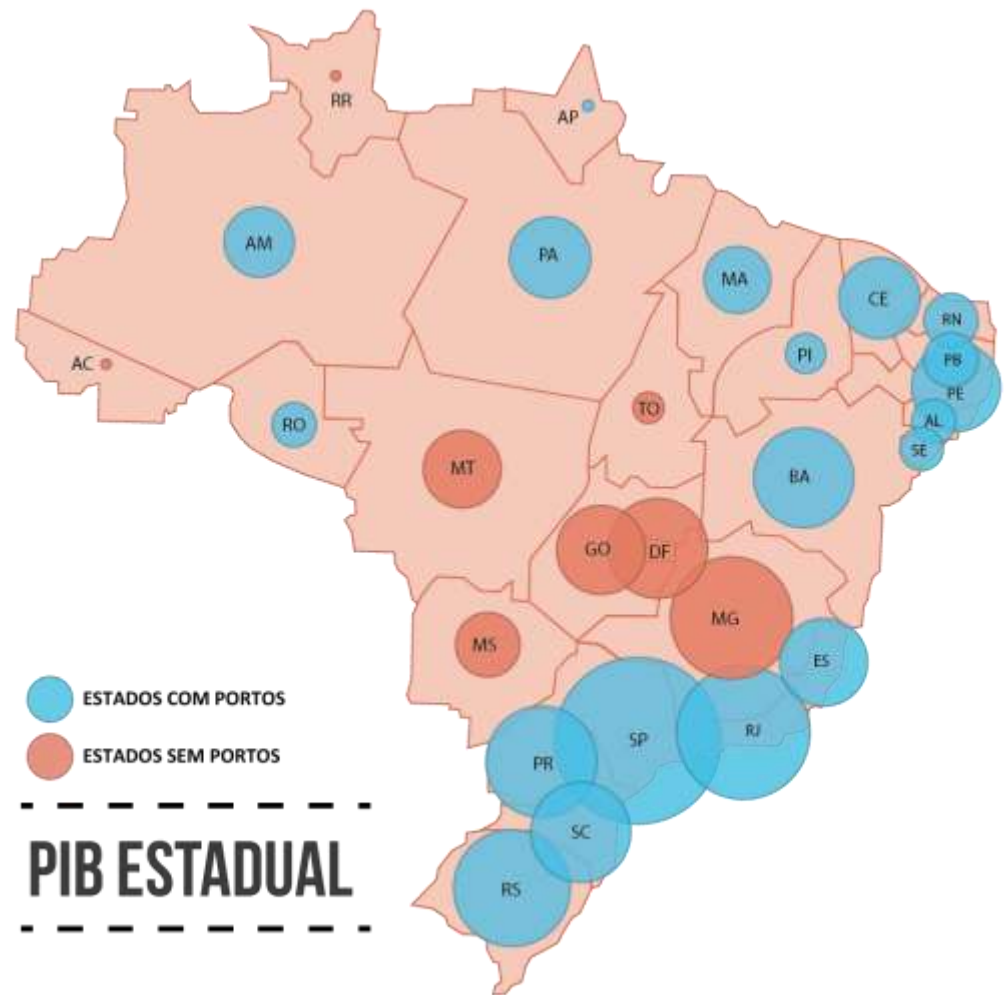 RR
AP
AM
PA
MA
CE
RN
PI
PB
AC
PE
TO
AL
RO
SE
MT
BA
GO
DF
MG
MS
ES
ESTADOS COM PORTOS
SP
RJ
ESTADOS SEM PORTOS
PR
SC
PIB ESTADUAL
RS